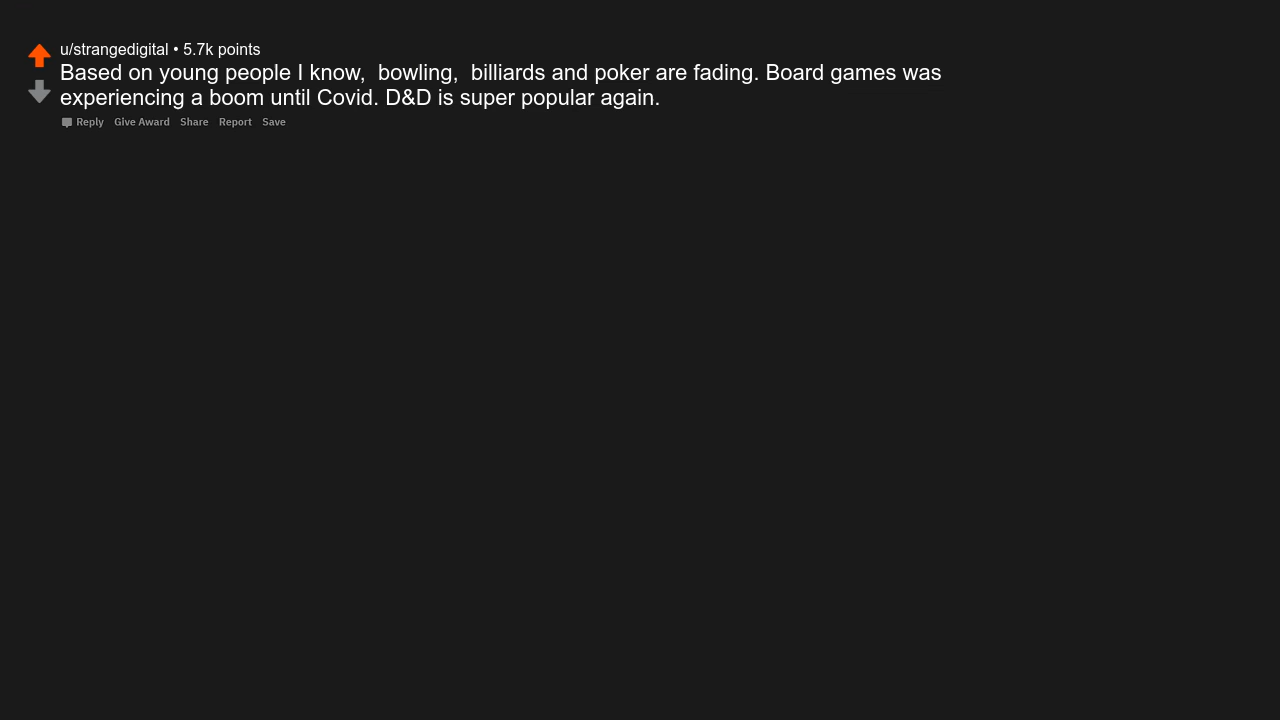 u/strangedigital • 5.7k points
Based on young people I know,  bowling,  billiards and poker are fading. Board games was
experiencing a boom until Covid. D&D is super popular again.
Reply Give Award Share Report Save